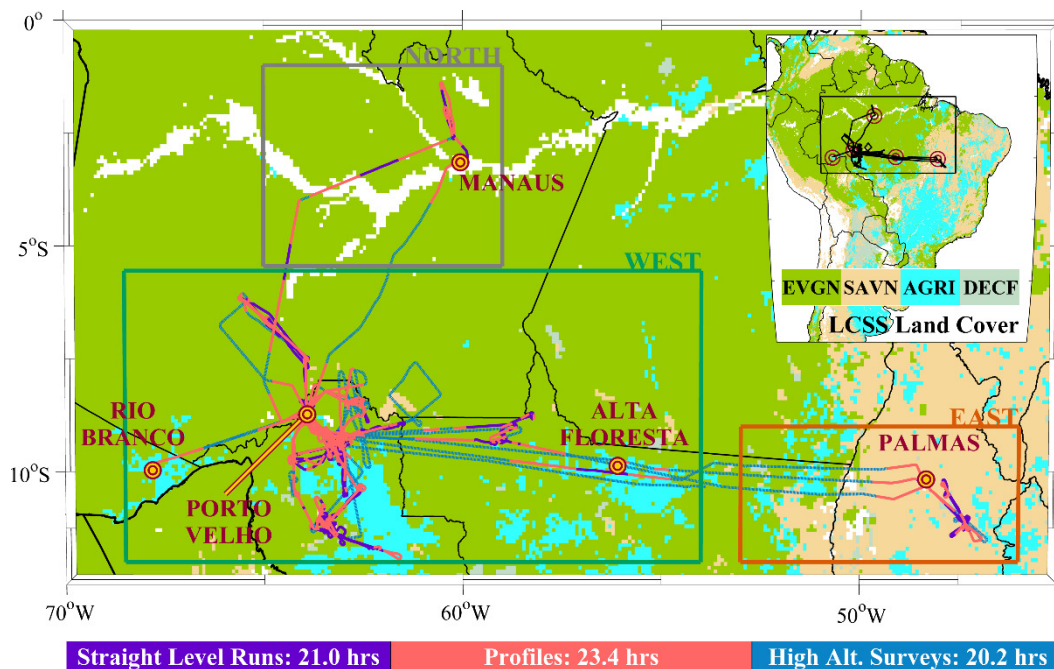 0°
NORTH
MANAUS
5°S
WEST
EVGN SAVN AGRI DECF
LCSS Land Cover
RIO
BRANCO
ALTA
FLORESTA
EAST
PALMAS
10°S
PORTO
VELHO
70°W
60°W
50°W
Straight Level Runs: 21.0 hrs
Profiles: 23.4 hrs
High Alt. Surveys: 20.2 hrs